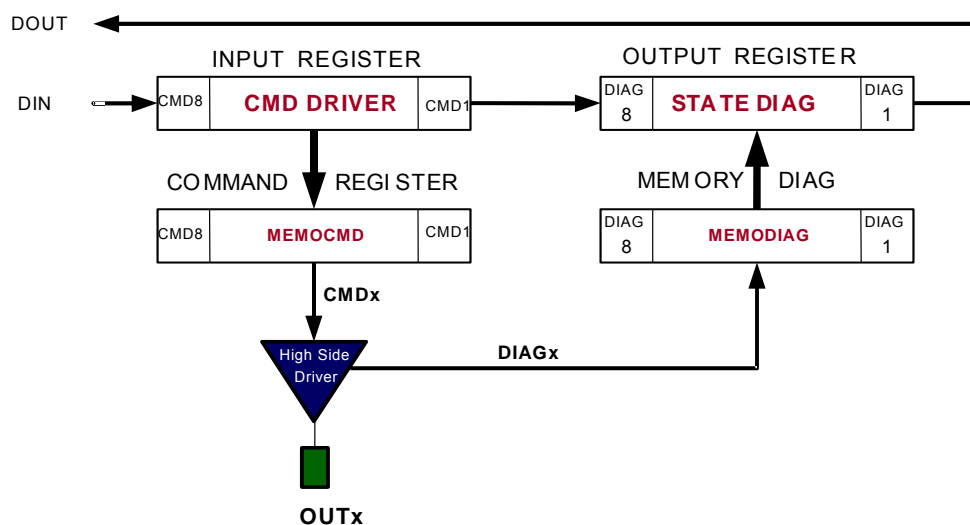 DOUT
INPUT REGISTER
OUTPUT REGISTER
DIN
CMD8
CMD DRIVER
CMD1
DIAG
8
STATE DIAG
DIAG
1
COMMAND REGISTER
MEMORY DIAG
CMD8
MEMOCMD
CMD1
DIAG
8
MEMODIAG
DIAG
1
CMDx
High Side
Driver
DIAGx
OUTx